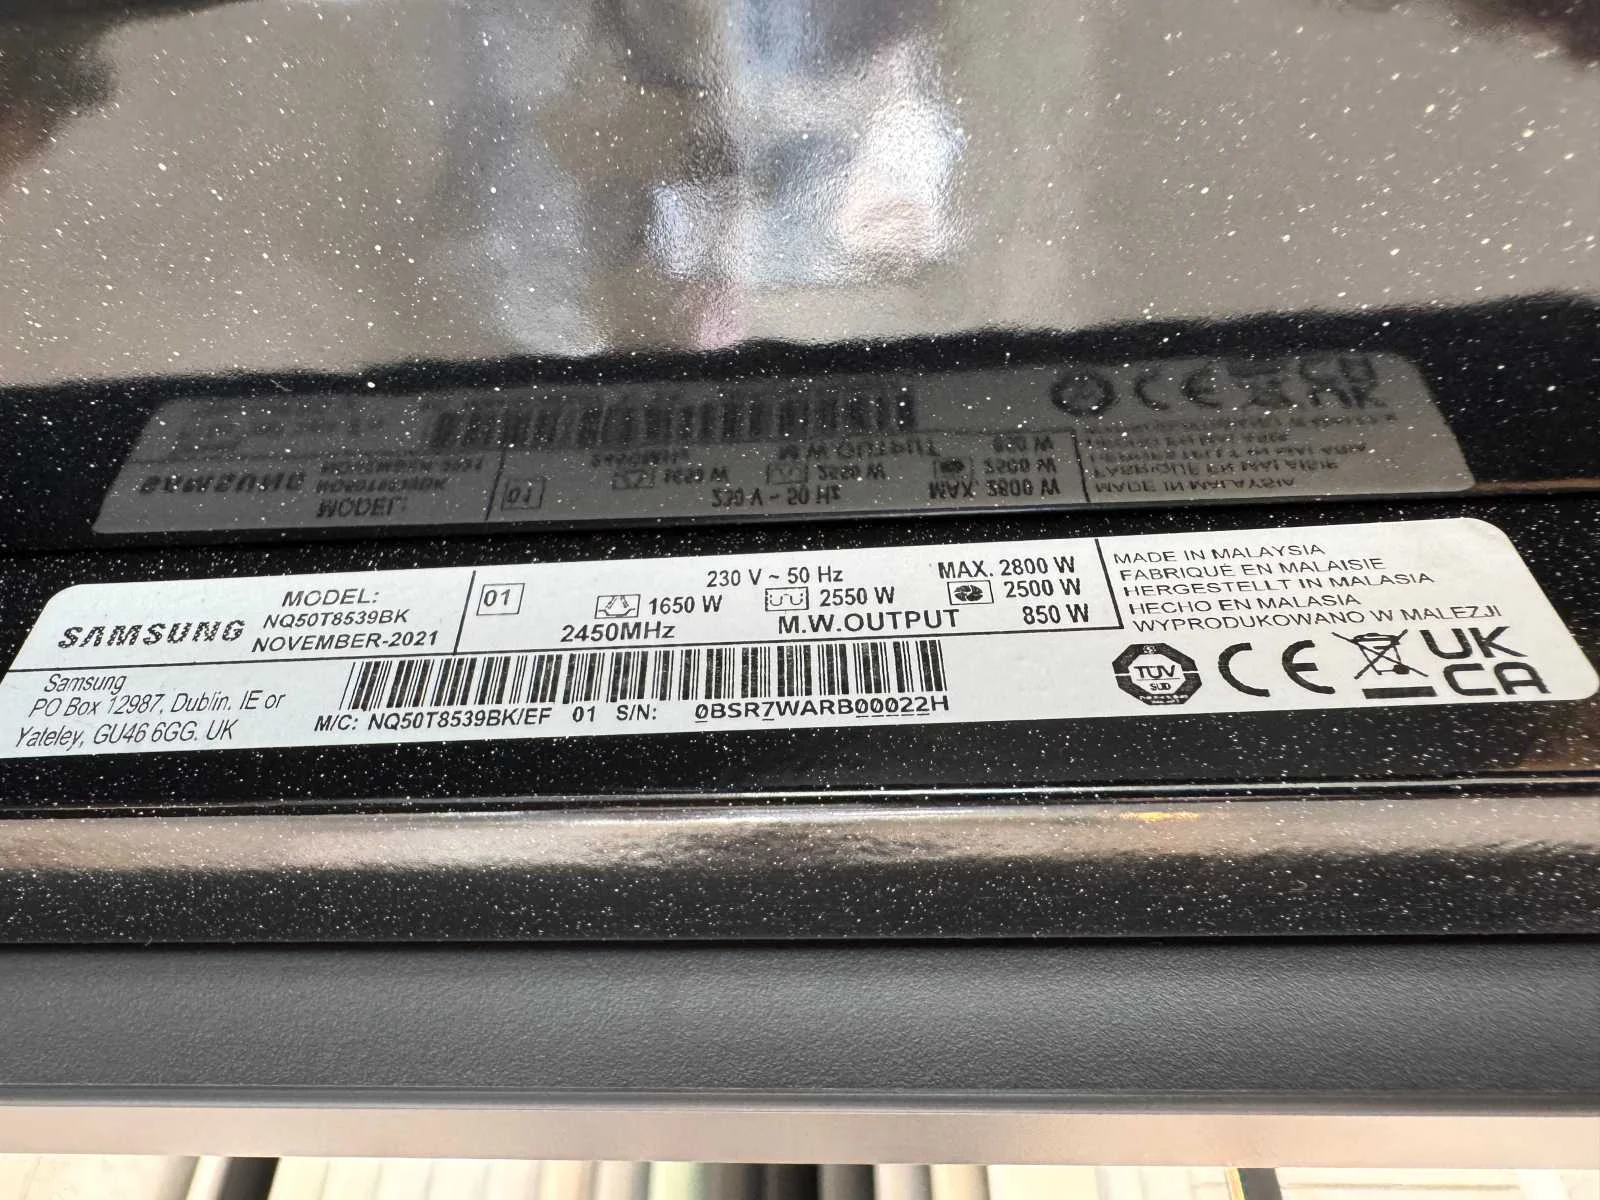 SAMSUNG
MODEL:
NQ50T8539BK
NOVEMBER-2021
01
230 V ~ 50 Hz
MAX. 2800 W
1650 W
2550 W
2500 W
2450MHz
M.W.OUTPUT
850 W
MADE IN MALAYSIA
FABRIQUÉ EN MALAISIE
HERGESTELLT IN MALASIA
HECHO EN MALASIA
WYPRODUKOWANO W MALEZJI
Samsung
PO Box 12987, Dublin. IE or
Yateley, GU46 6GG. UK
M/C: NQ50T8539BK/EF 01 S/N: 0BSR7WARB00022H
TÜV
SÜD
CE
UK
CA